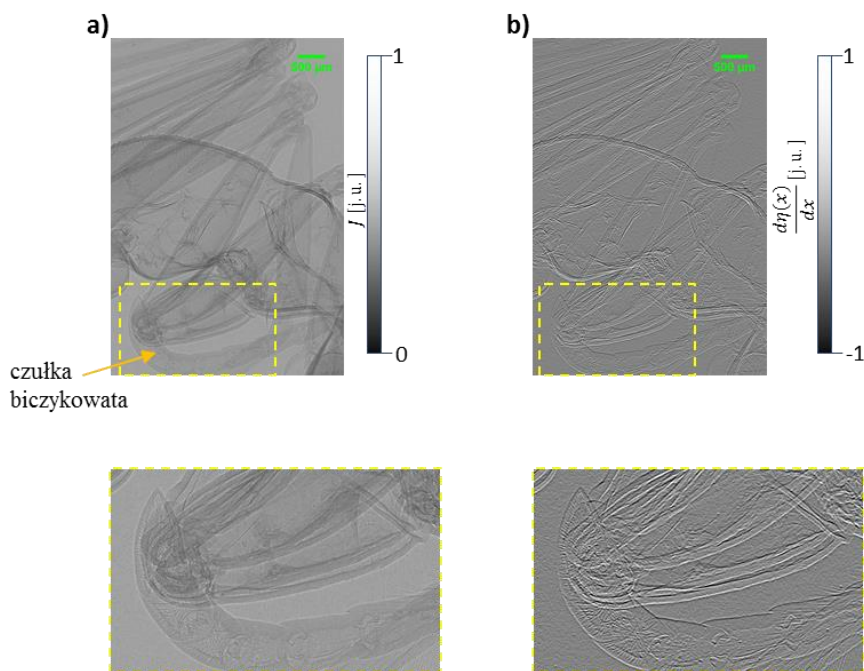 a)
500 µm
1
I [j. u.]
0
czułka
biczykowata
b)
500 µm
1
dη(x)
dx
[j. u.]
-1